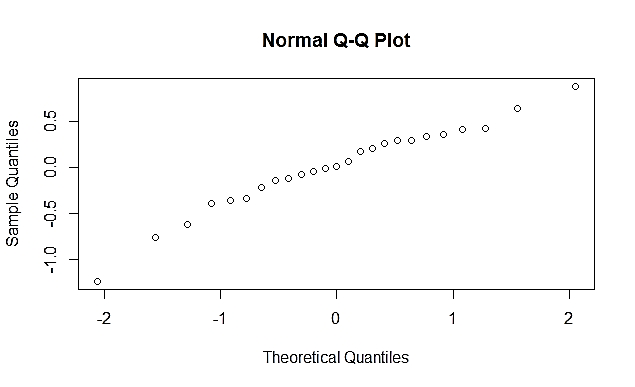 Normal Q-Q Plot
Sample Quantiles
0.5
0.0
-0.5
-1.0
-2 -1 0 1 2
Theoretical Quantiles